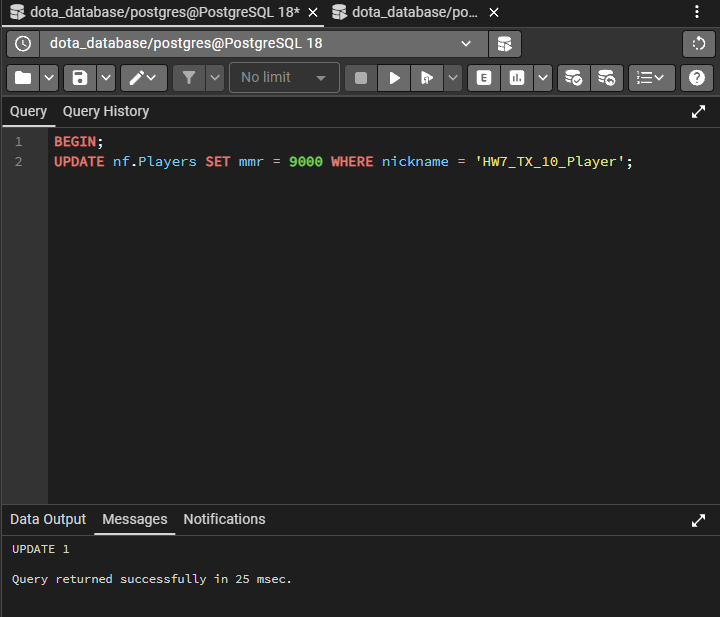 dota_database/postgres@PostgreSQL 18* dota_database/po...
dota_database/postgres@PostgreSQL 18
No limit
Query Query History
1 BEGIN;
2 UPDATE nf.Players SET mmr = 9000 WHERE nickname = 'HW7_TX_10_Player';
Data Output Messages Notifications
UPDATE 1
Query returned successfully in 25 msec.